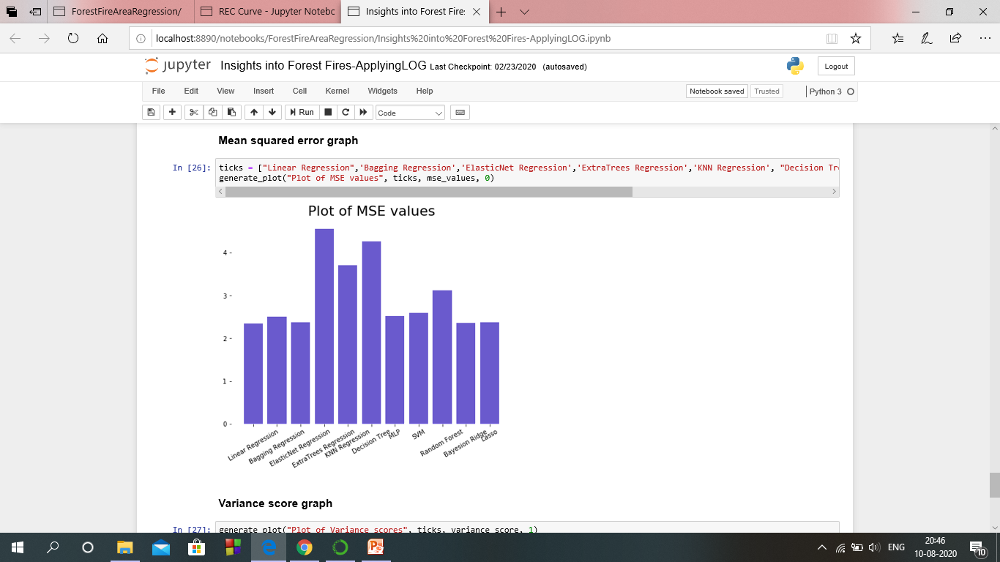 ForestFireAreaRegression/
REC Curve - Jupyter Notebc
Insights into Forest Fire:
localhost:8890/notebooks/ForestFireAreaRegression/Insights%20into%20Forest%20Fires-ApplyingLOG.ipynb
jupyter Insights into Forest Fires-ApplyingLOG Last Checkpoint: 02/23/2020 (autosaved)
Logout
File Edit View Insert Cell Kernel Widgets Help
Notebook saved Trusted Python 3
Run Code
Mean squared error graph
In [26]: ticks = ["Linear Regression",'Bagging Regression','ElasticNet Regression','ExtraTrees Regression','KNN Regression', "Decision Tre
generate_plot("Plot of MSE values", ticks, mse_values, 0)
Plot of MSE values
4
3
2
1
0
Linear Regression
Bagging Regression
ElasticNet Regression
ExtraTrees Regression
KNN Regression
Decision Tree
MLP
SVM
Random Forest
Bayesion Ridge
Lasso
Variance score graph
In [27]: generate_plot("Plot of Variance scores", ticks, variance_score, 1)
ENG
20:46
10-08-2020
10